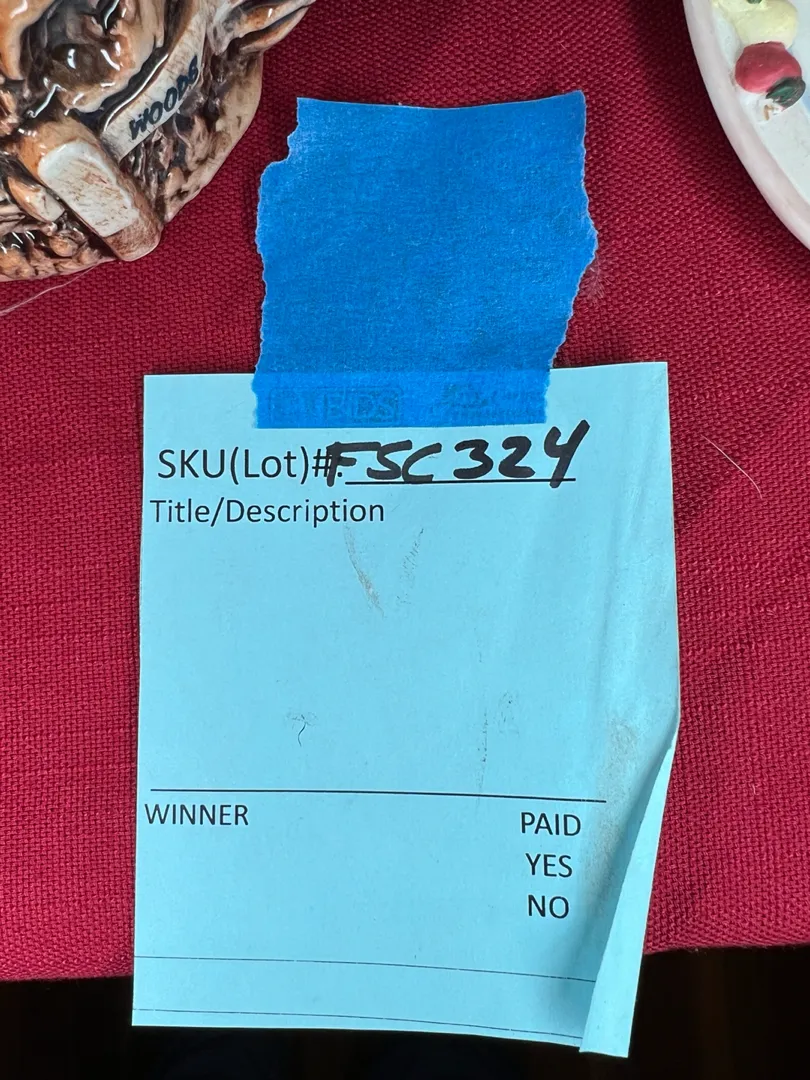 WOODS
SKU(Lot)#: FSC324
Title/Description
WINNER
PAID
YES
NO